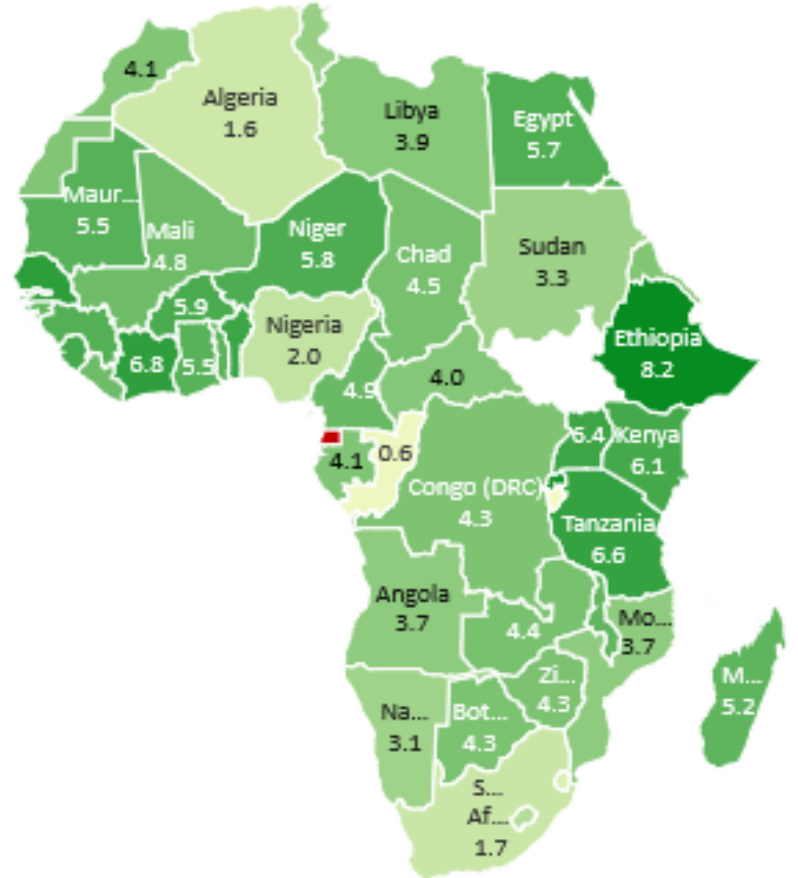 4.1
Algeria
1.6
Libya
3.9
Egypt
5.7
Maur...
5.5
Mali
4.8
Niger
5.8
Chad
4.5
Sudan
3.3
5.9
Nigeria
2.0
6.8
5.5
Ethiopia
8.2
4.9
4.0
4.1
0.6
6.4
Kenya
6.1
Congo (DRC)
4.3
Tanzania
6.6
Angola
3.7
4.4
Mo...
3.7
Zi...
4.3
M...
5.2
Na...
3.1
Bot...
4.3
S...
Af...
1.7